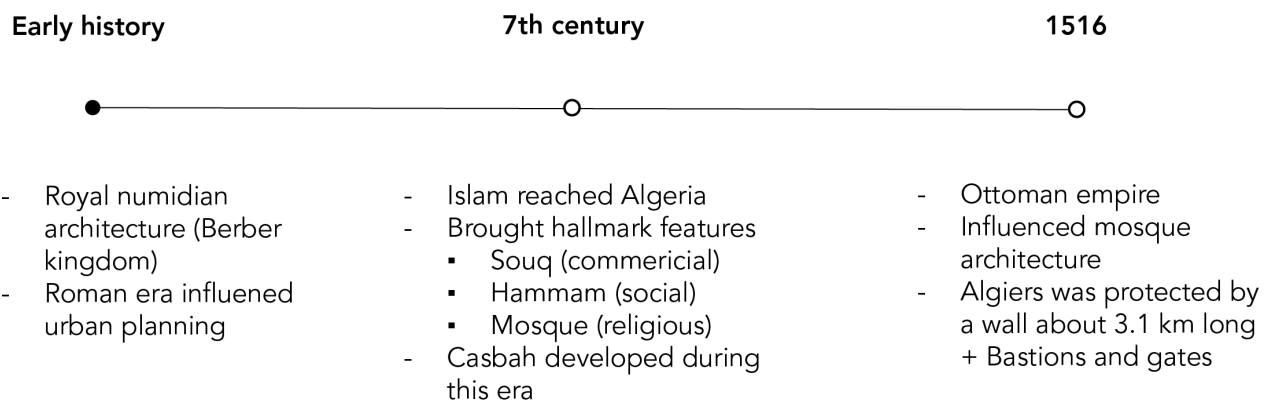 Early history
7th century
1516
- Royal numidian
architecture (Berber
kingdom)
- Roman era influened
urban planning
- Islam reached Algeria
- Brought hallmark features
▪ Souq (commericial)
▪ Hammam (social)
▪ Mosque (religious)
- Casbah developed during
this era
- Ottoman empire
- Influenced mosque
architecture
- Algiers was protected by
a wall about 3.1 km long
+ Bastions and gates